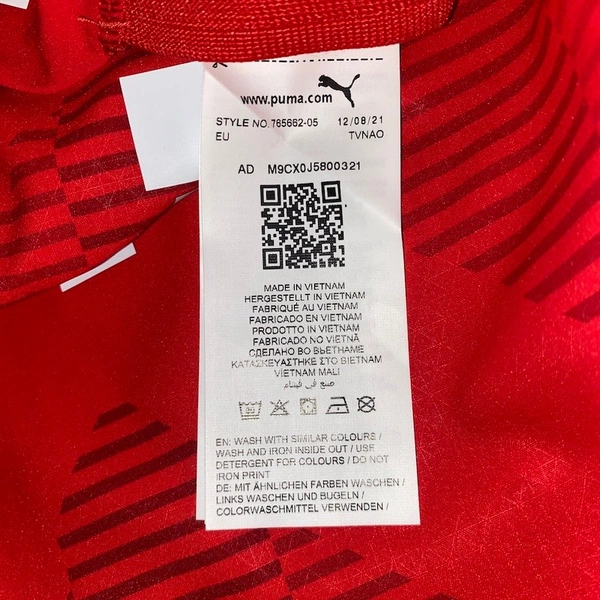 www.puma.com
STYLE NO. 765662-05 12/08/21
EU TVNAO
AD M9CX0J5800321
MADE IN VIETNAM
HERGESTELLT IN VIETNAM
FABRIQUÉ AU VIETNAM
FABRICADO EN VIETNAM
PRODOTTO IN VIETNAM
FABRICADO NO VIETNÃ
СДЕЛАНО ВО ВЬЕТНАМЕ
ΚΑΤΑΣΚΕΥΑΣΤΗΚΕ ΣΤΟ ΒΙΕΤΝΑΜ
VIETNAM MALI
صنع في فيتنام
EN: WASH WITH SIMILAR COLOURS /
WASH AND IRON INSIDE OUT / USE
DETERGENT FOR COLOURS / DO NOT
IRON PRINT
DE: MIT ÄHNLICHEN FARBEN WASCHEN /
LINKS WASCHEN UND BUGELN /
COLORWASCHMITTEL VERWENDEN /